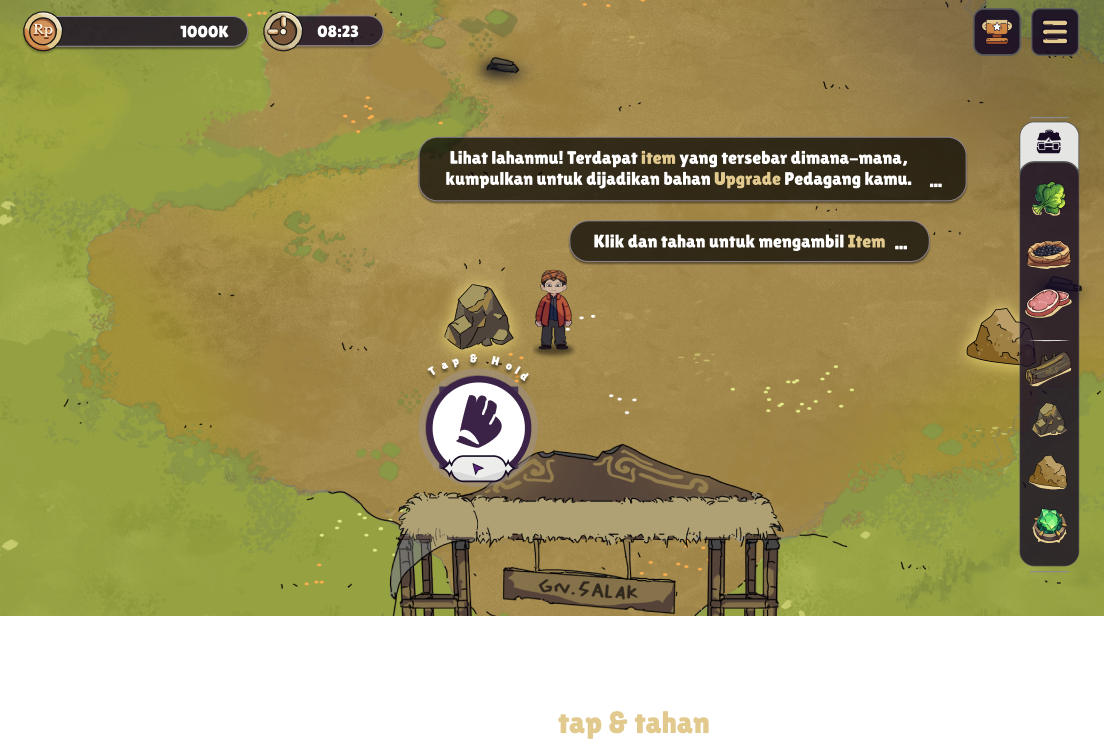 Rp 1000K 08:23
Lihat lahanmu! Terdapat item yang tersebar dimana-mana,
kumpulkan untuk dijadikan bahan Upgrade Pedagang kamu. ...
Klik dan tahan untuk mengambil Item ...
Tap & Hold
GN.SALAK
tap & tahan